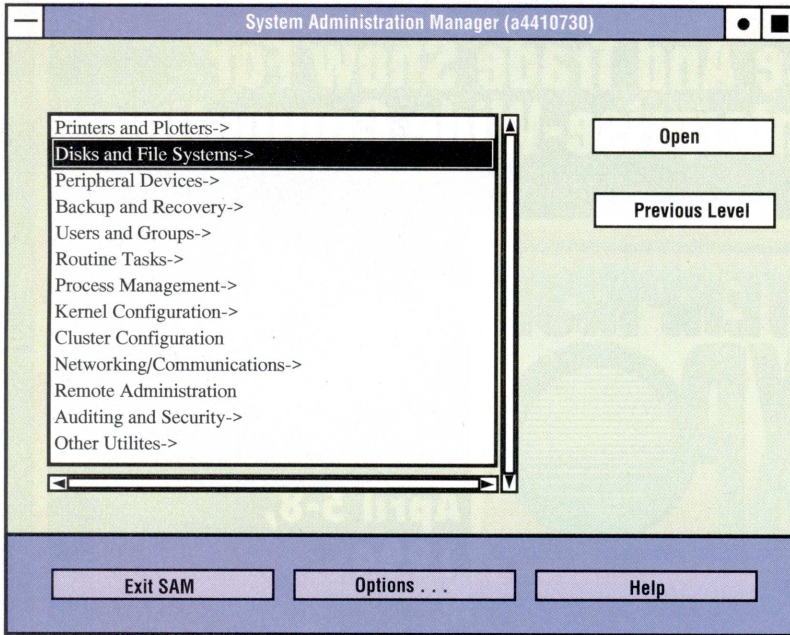 System Administration Manager (a4410730)
Printers and Plotters->
Disks and File Systems->
Peripheral Devices->
Backup and Recovery->
Users and Groups->
Routine Tasks->
Process Management->
Kernel Configuration->
Cluster Configuration
Networking/Communications->
Remote Administration
Auditing and Security->
Other Utilites->
Open
Previous Level
Exit SAM
Options . . .
Help